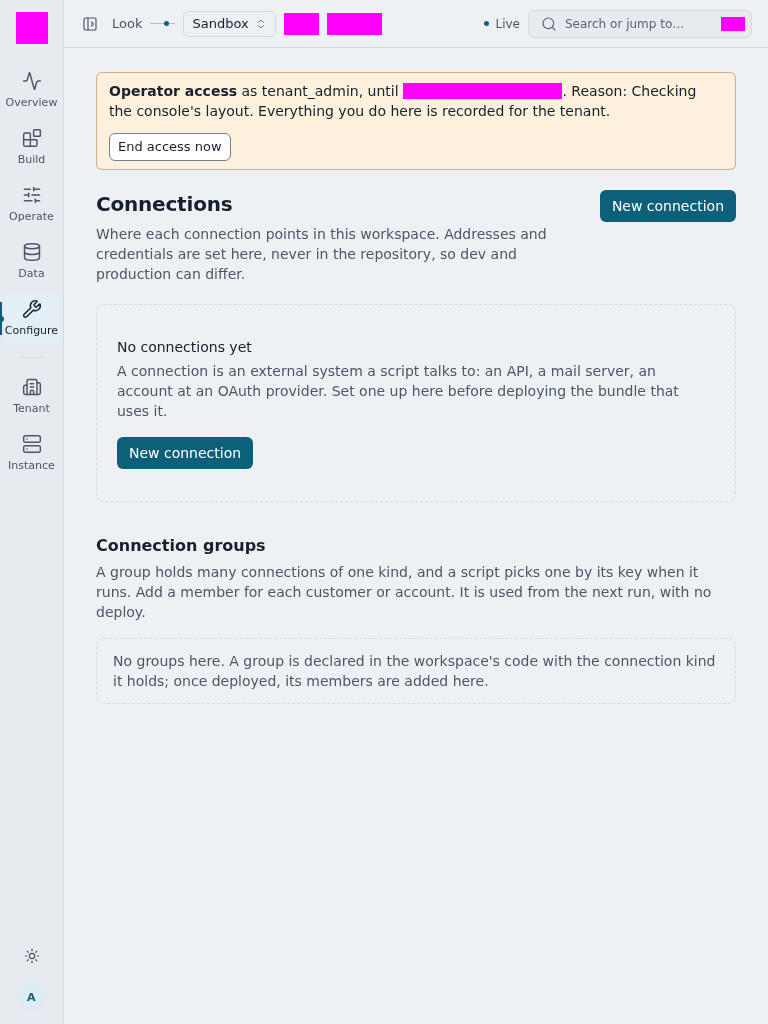 Look
Sandbox
Live
Search or jump to…
Overview
Build
Operate
Data
Configure
Tenant
Instance
A
Operator access as tenant_admin, until . Reason: Checking
the console's layout. Everything you do here is recorded for the tenant.
End access now
Connections
New connection
Where each connection points in this workspace. Addresses and
credentials are set here, never in the repository, so dev and
production can differ.
No connections yet
A connection is an external system a script talks to: an API, a mail server, an
account at an OAuth provider. Set one up here before deploying the bundle that
uses it.
New connection
Connection groups
A group holds many connections of one kind, and a script picks one by its key when it
runs. Add a member for each customer or account. It is used from the next run, with no
deploy.
No groups here. A group is declared in the workspace's code with the connection kind
it holds; once deployed, its members are added here.